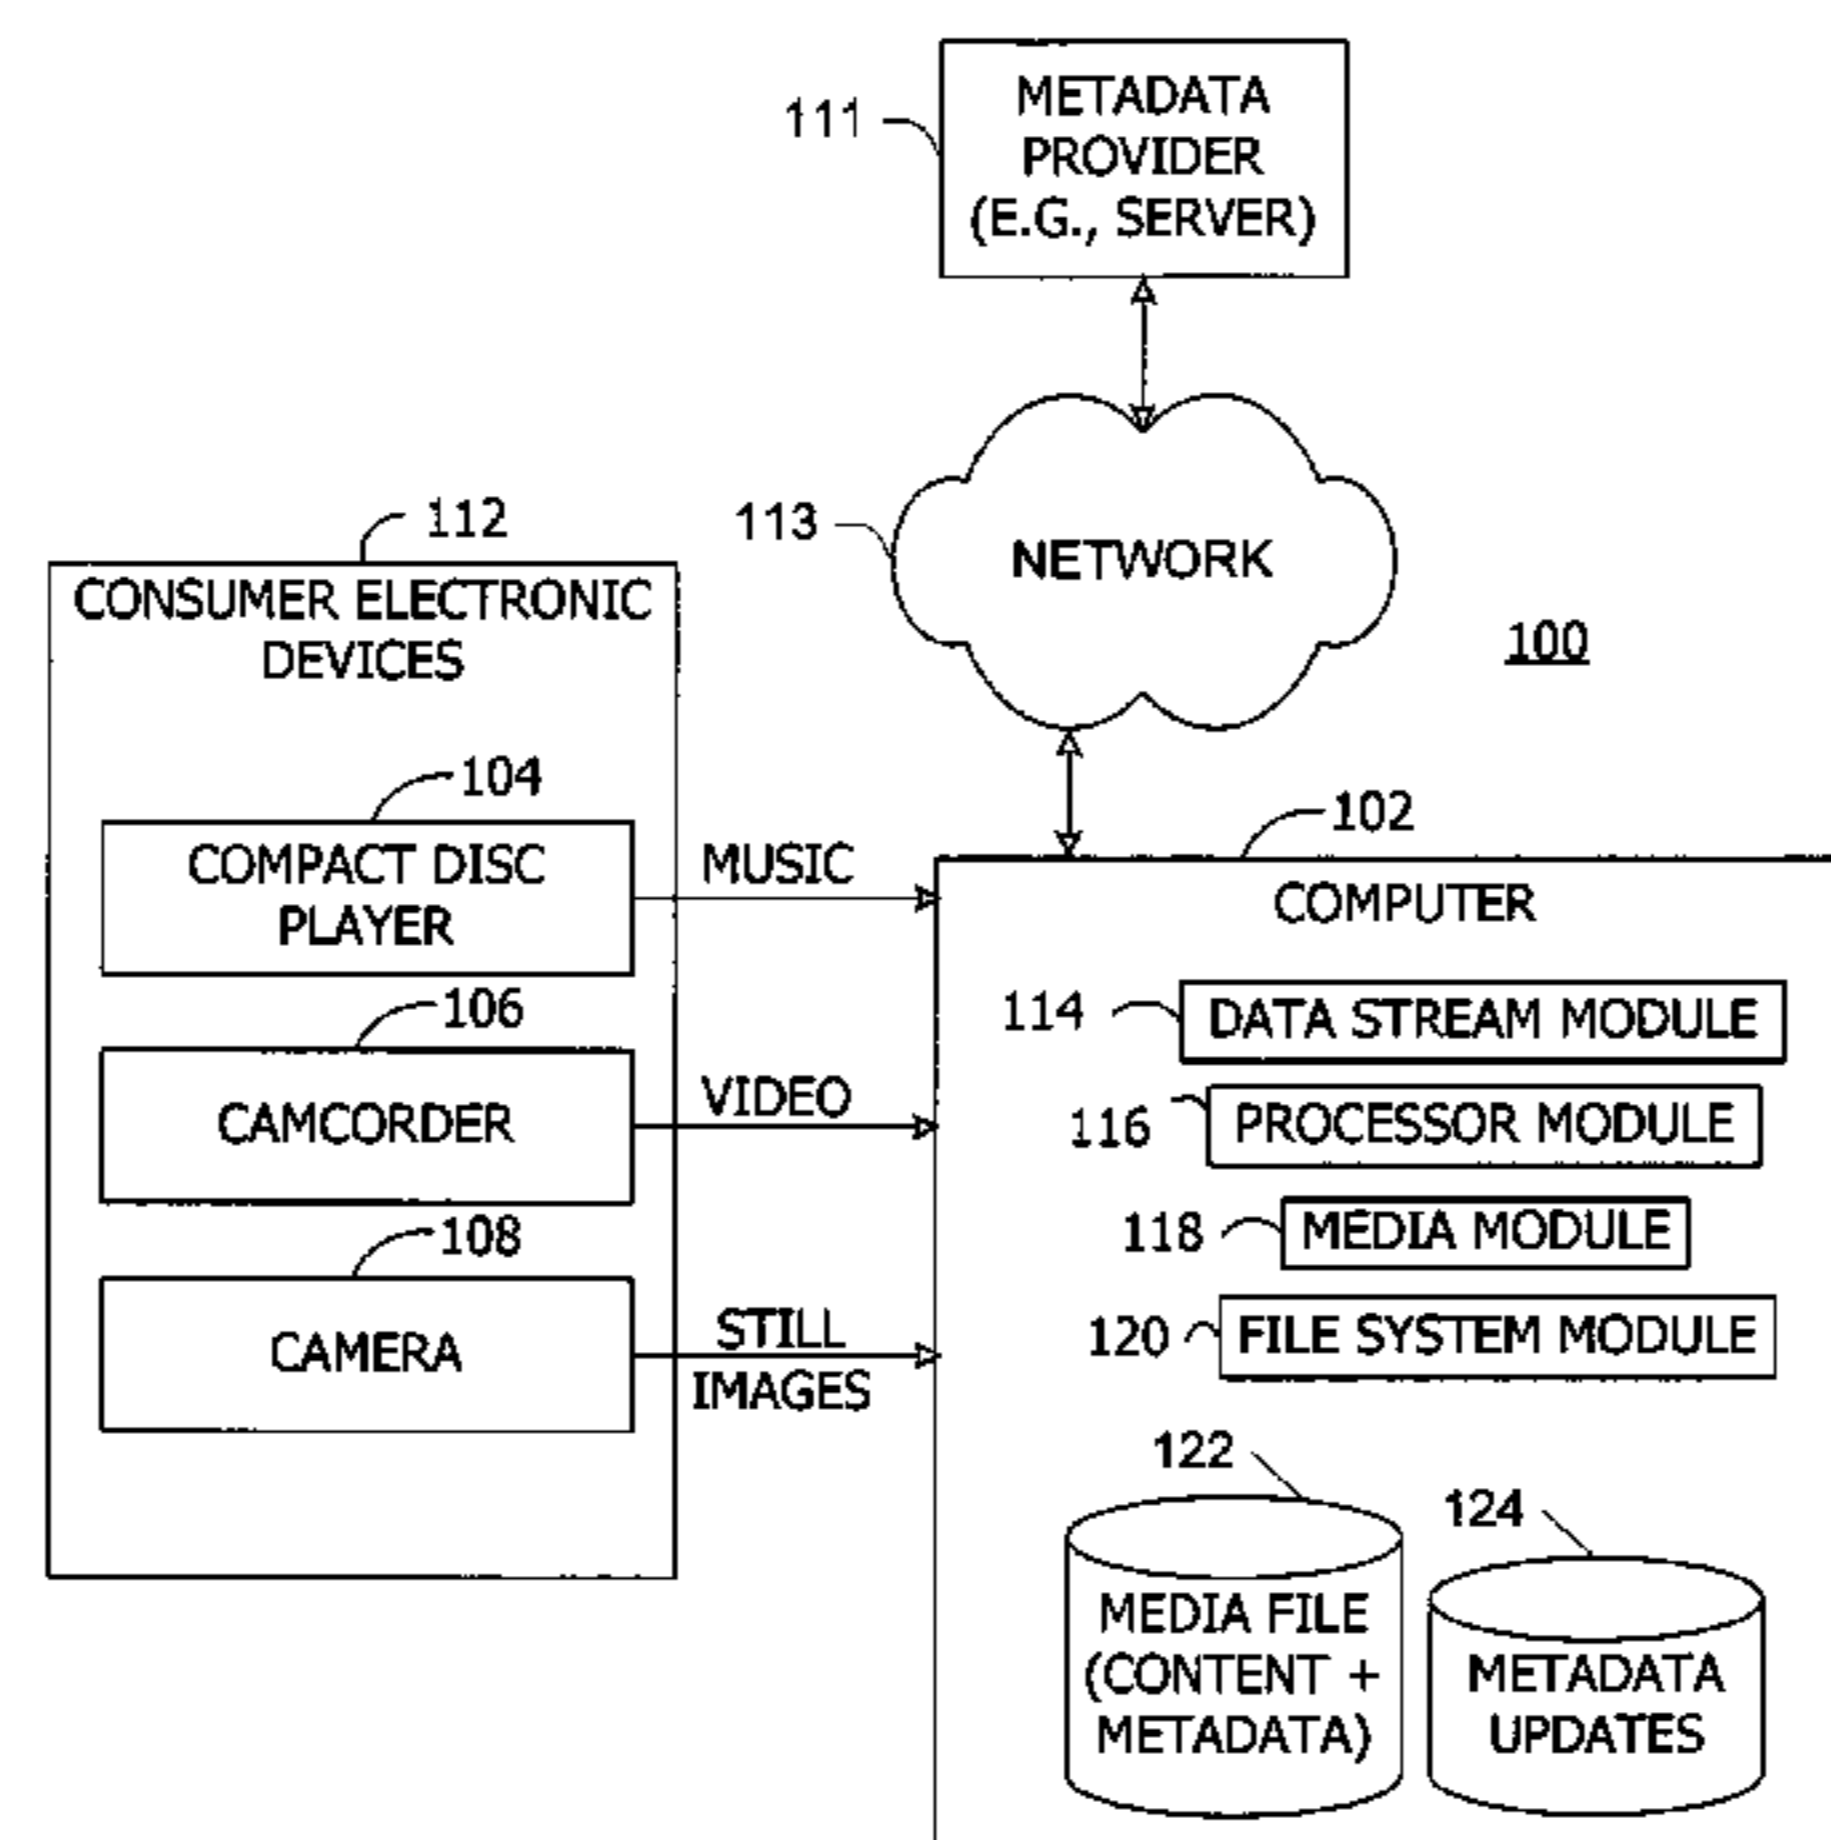 111
METADATA
PROVIDER
(E.G., SERVER)
113
NETWORK
100
112
CONSUMER ELECTRONIC
DEVICES
104
COMPACT DISC
PLAYER
MUSIC
106
CAMCORDER
VIDEO
108
CAMERA
STILL
IMAGES
102
COMPUTER
114
DATA STREAM MODULE
116
PROCESSOR MODULE
118
MEDIA MODULE
120
FILE SYSTEM MODULE
122
MEDIA FILE
(CONTENT +
METADATA)
124
METADATA
UPDATES